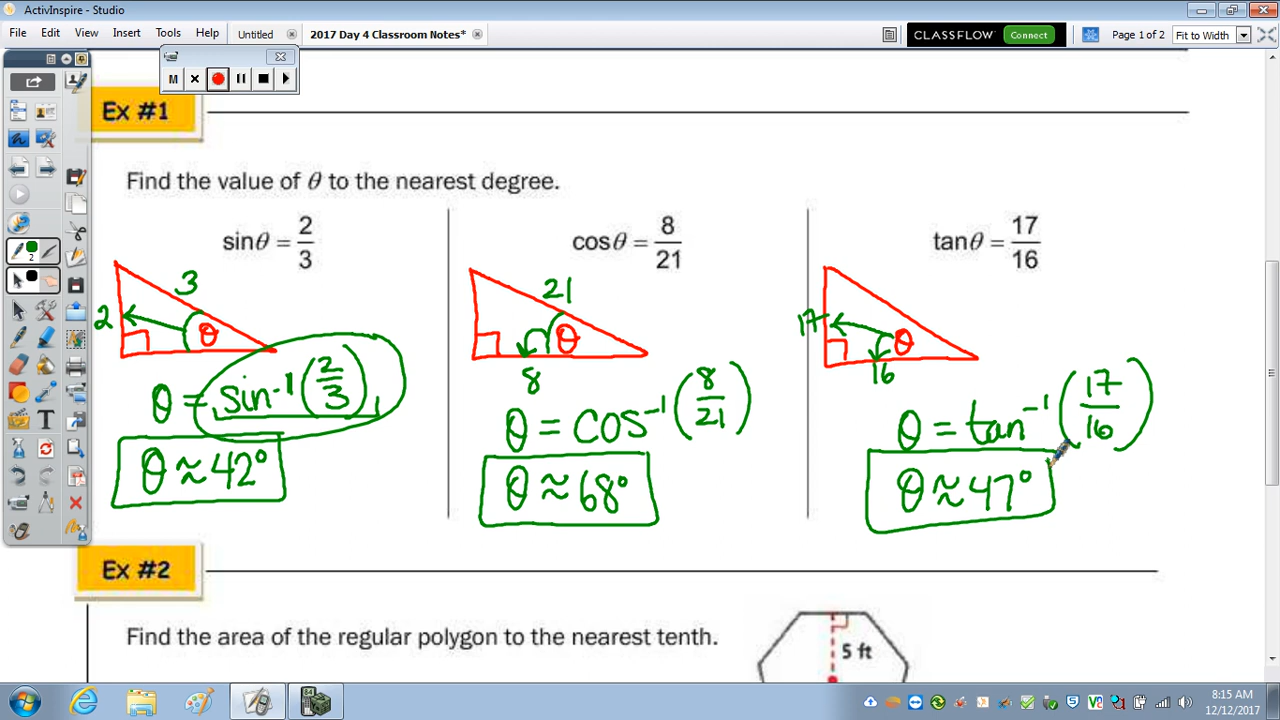 ActivInspire - Studio
File Edit View Insert Tools Help Untitled 2017 Day 4 Classroom Notes* CLASSFLOW Connect Page 1 of 2 Fit to Width
M
Ex #1
Find the value of θ to the nearest degree.
sinθ = 2/3
3
2
θ
θ = sin⁻¹(2/3)
θ ≈ 42°
cosθ = 8/21
21
θ
8
θ = cos⁻¹(8/21)
θ ≈ 68°
tanθ = 17/16
17
θ
16
θ = tan⁻¹(17/16)
θ ≈ 47°
2
T
Ex #2
Find the area of the regular polygon to the nearest tenth.
5 ft
8:15 AM
12/12/2017